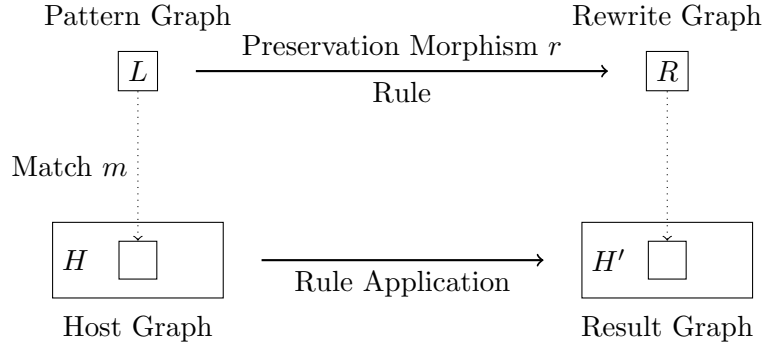 Pattern Graph
Rewrite Graph
Preservation Morphism r
L
R
Rule
Match m
H
H′
Rule Application
Host Graph
Result Graph